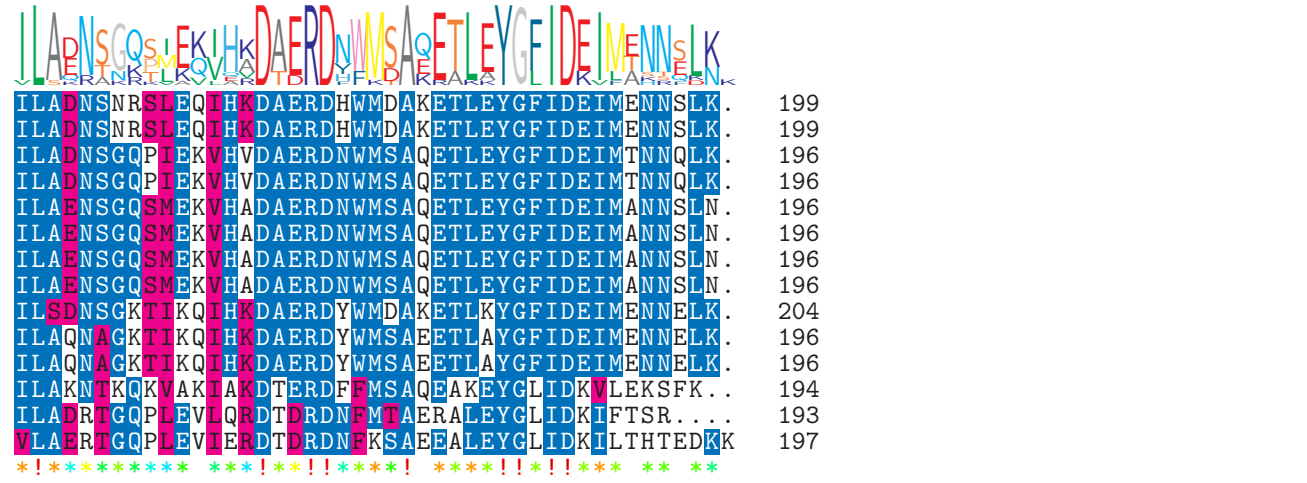 ILADNSNRSLEQIHKDAERDHWMDAKETLEYGFIDEIMENNSLK. 199
ILADNSNRSLEQIHKDAERDHWMDAKETLEYGFIDEIMENNSLK. 199
ILADNSGQPIEKVHVDAERDNWMSAQETLEYGFIDEIMTNNQLK. 196
ILADNSGQPIEKVHVDAERDNWMSAQETLEYGFIDEIMTNNQLK. 196
ILAENSGQSMEKVHADAERDNWMSAQETLEYGFIDEIMANNSLN. 196
ILAENSGQSMEKVHADAERDNWMSAQETLEYGFIDEIMANNSLN. 196
ILAENSGQSMEKVHADAERDNWMSAQETLEYGFIDEIMANNSLN. 196
ILAENSGQSMEKVHADAERDNWMSAQETLEYGFIDEIMANNSLN. 196
ILSDNSGKTIKQIHKDAERDYWMDAKETLKYGFIDEIMENNELK. 204
ILAQNAGKTIKQIHKDAERDYWMSAEETLAYGFIDEIMENNELK. 196
ILAQNAGKTIKQIHKDAERDYWMSAEETLAYGFIDEIMENNELK. 196
ILAKNTKQKVAKIAKDTERDFFMSAQEAKEYGLIDKVLEKSFK.. 194
ILADRTGQPLEVLQRDTDRDNFMTAERALEYGLIDKIFTSR.... 193
VLAERTGQPLEVIERDTDRDNFKSAEEALEYGLIDKILTHTEDKK 197
*!********* ***!**!!****! ****!!*!!*** ** **